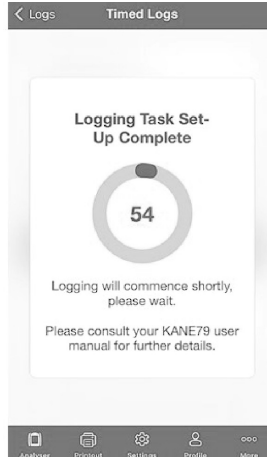 Logs Timed Logs
Logging Task Set-
Up Complete
54
Logging will commence shortly,
please wait.
Please consult your KANE79 user
manual for further details.
Analyser Printout Settings Profile More